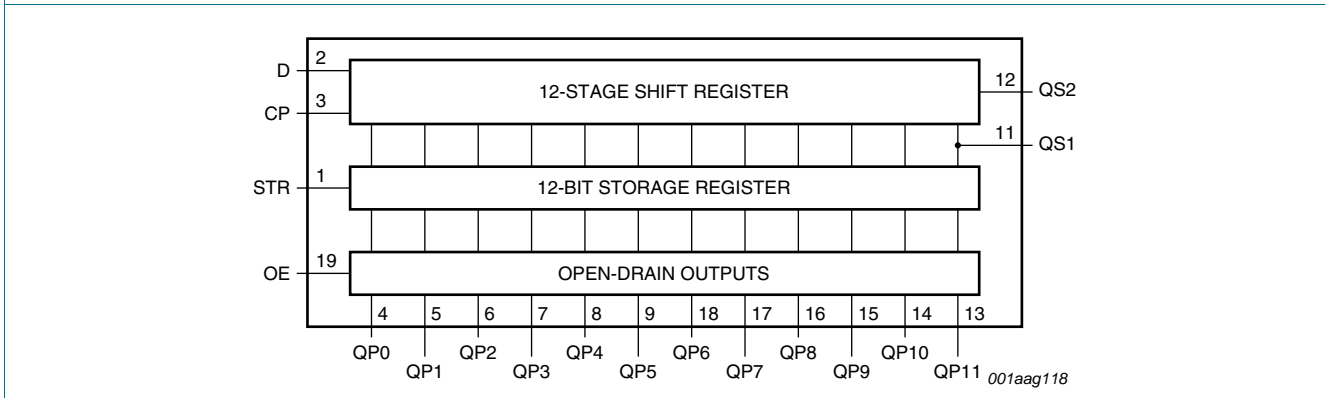 2
D
12-STAGE SHIFT REGISTER
12
QS2
3
CP
11
QS1
1
STR
12-BIT STORAGE REGISTER
19
OE
OPEN-DRAIN OUTPUTS
4 5 6 7 8 9 18 17 16 15 14 13
QP0 QP2 QP4 QP6 QP8 QP10
QP1 QP3 QP5 QP7 QP9 QP11
001aag118